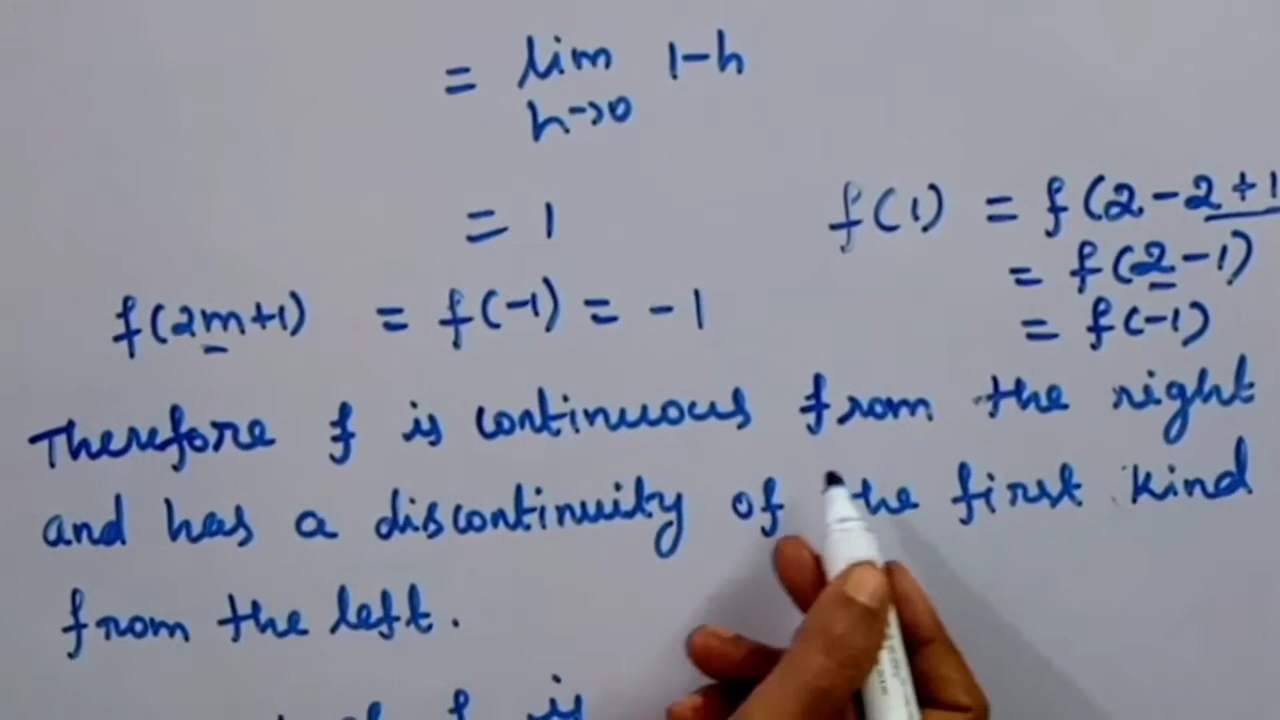 = lim 1-h
h→0
= 1
f(1) = f(2-2+1
= f(2-1)
f(2m+1) = f(-1) = -1
= f(-1)
Therefore f is continuous from the right
and has a discontinuity of the first kind
from the left.
f is